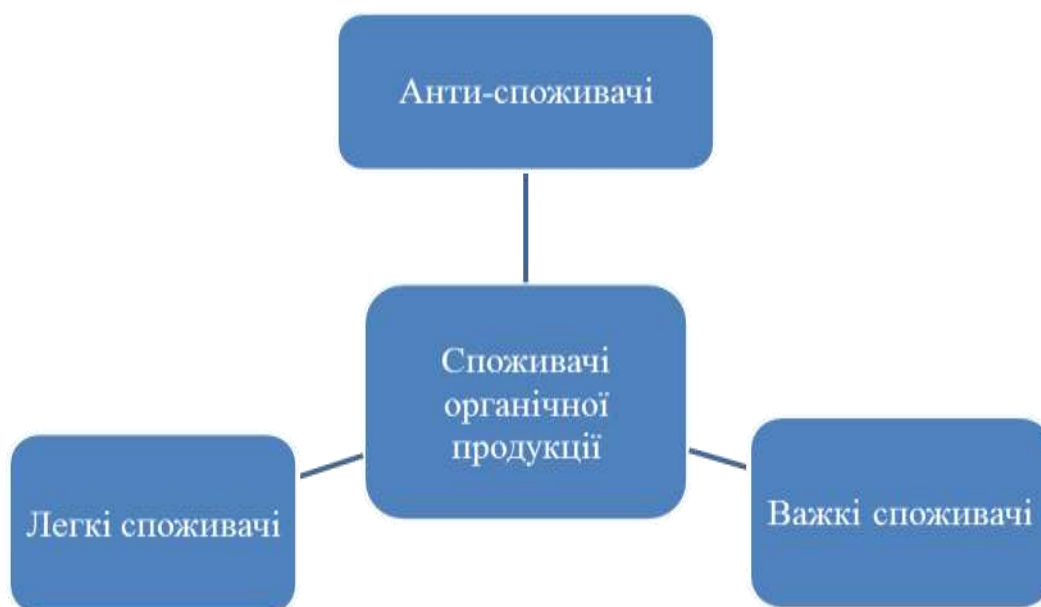 Анти-споживачі
Споживачі
органічної
продукції
Легкі споживачі
Важкі споживачі